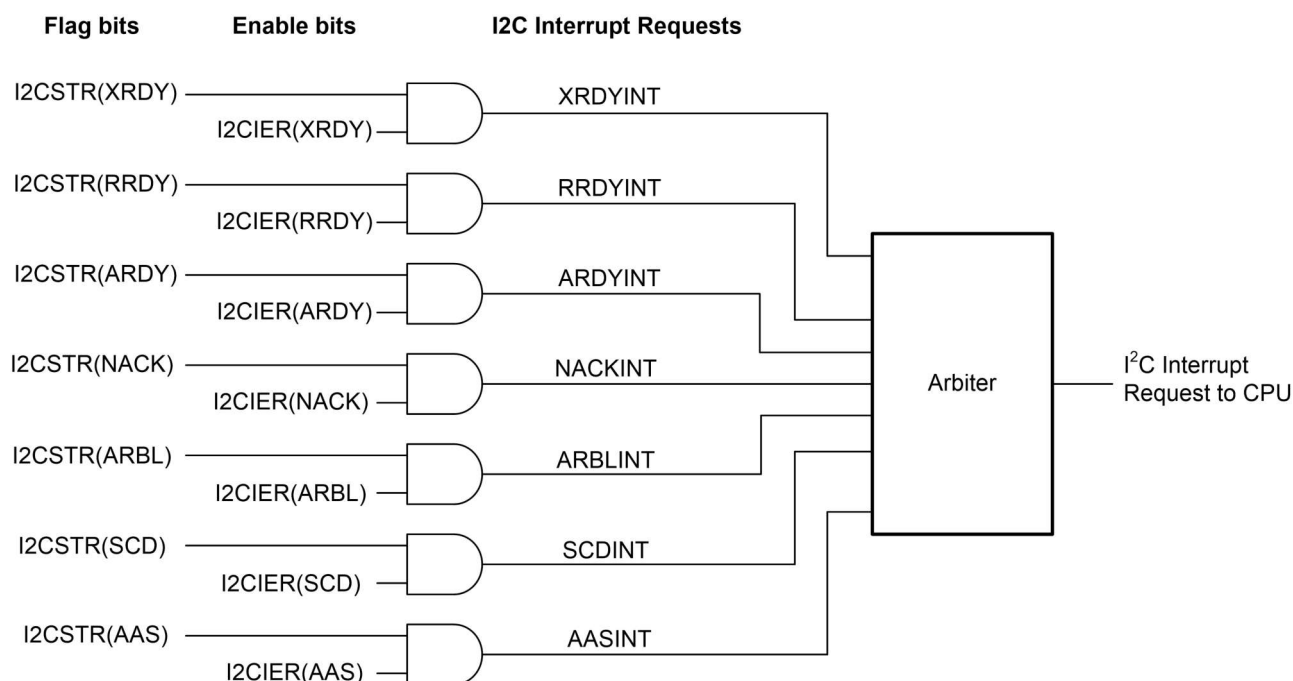 Flag bits Enable bits I2C Interrupt Requests
I2CSTR(XRDY) XRDYINT
I2CIER(XRDY)
I2CSTR(RRDY) RRDYINT
I2CIER(RRDY)
I2CSTR(ARDY) ARDYINT
I2CIER(ARDY)
I2CSTR(NACK) NACKINT
I2CIER(NACK)
Arbiter
I²C Interrupt
Request to CPU
I2CSTR(ARBL) ARBLINT
I2CIER(ARBL)
I2CSTR(SCD) SCDINT
I2CIER(SCD)
I2CSTR(AAS) AASINT
I2CIER(AAS)